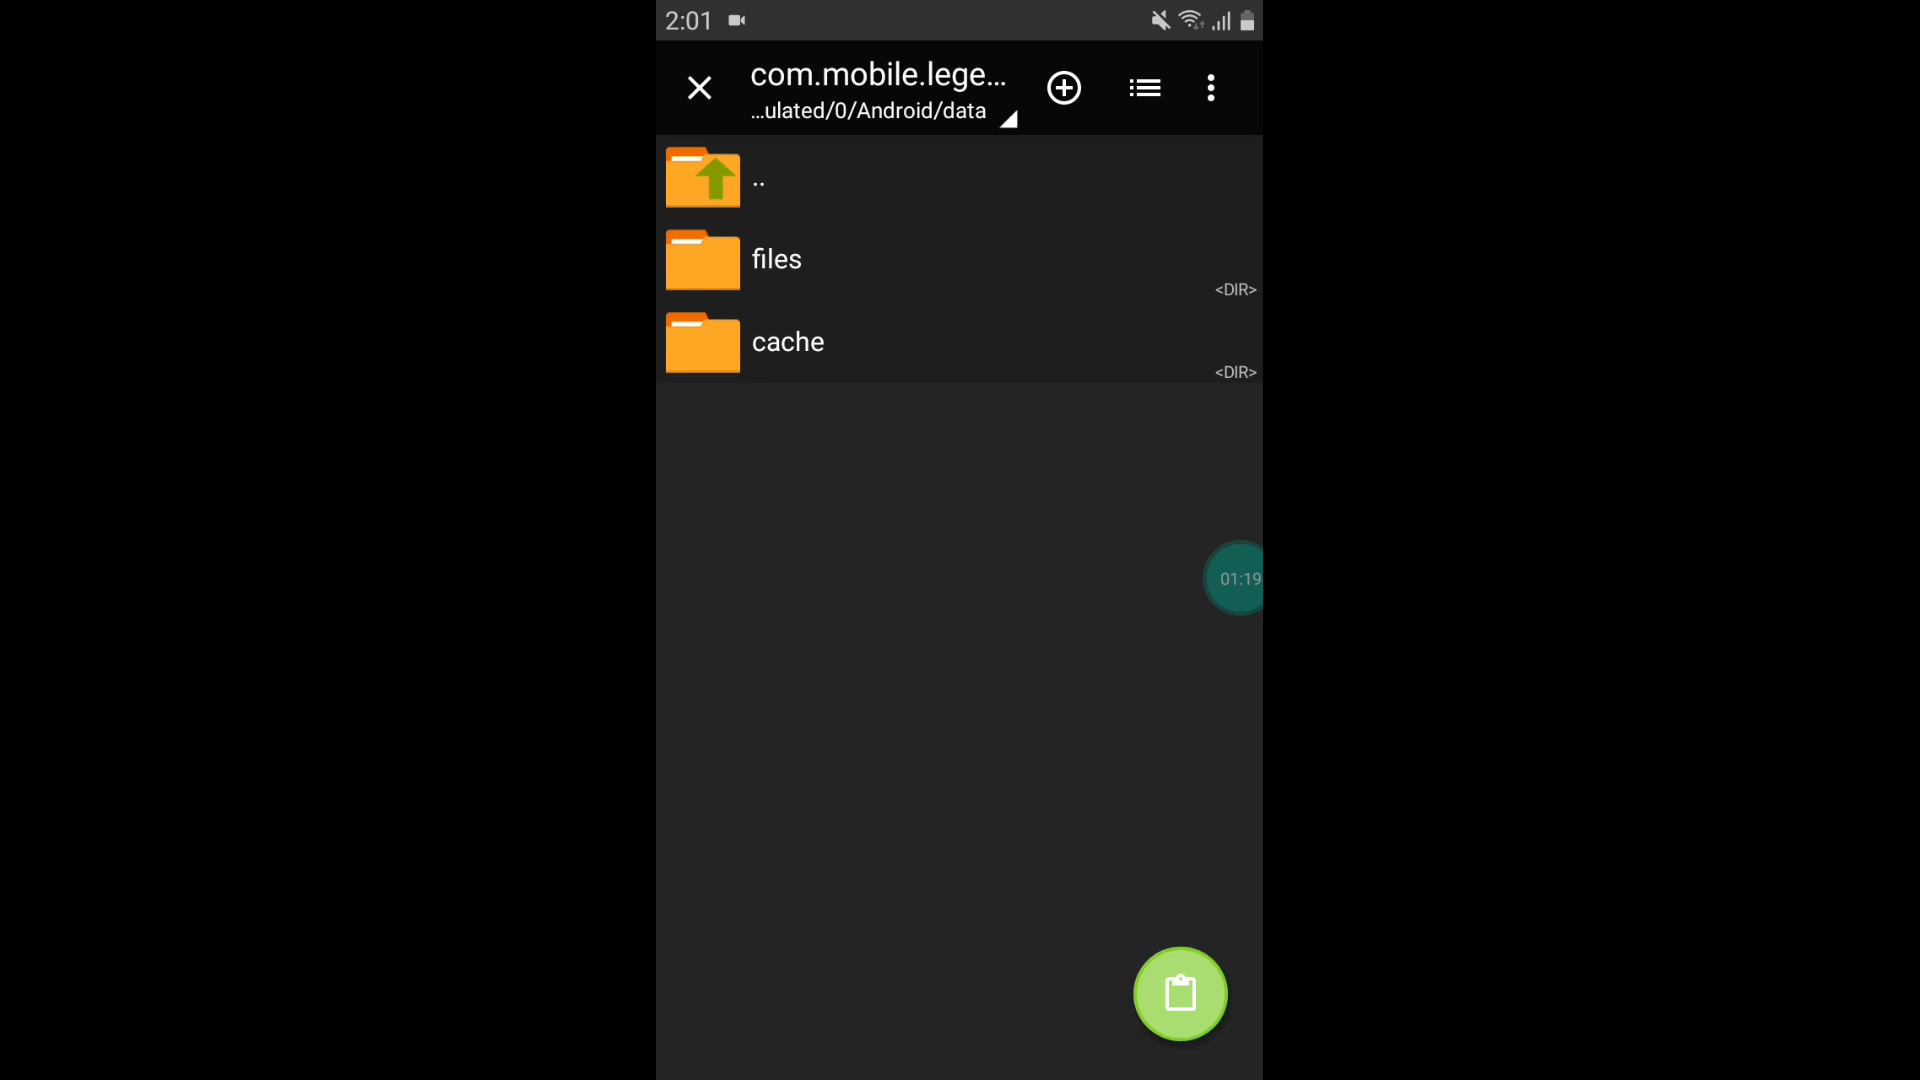 2:01
com.mobile.lege...
...ulated/0/Android/data
..
files
<DIR>
cache
<DIR>
01:19